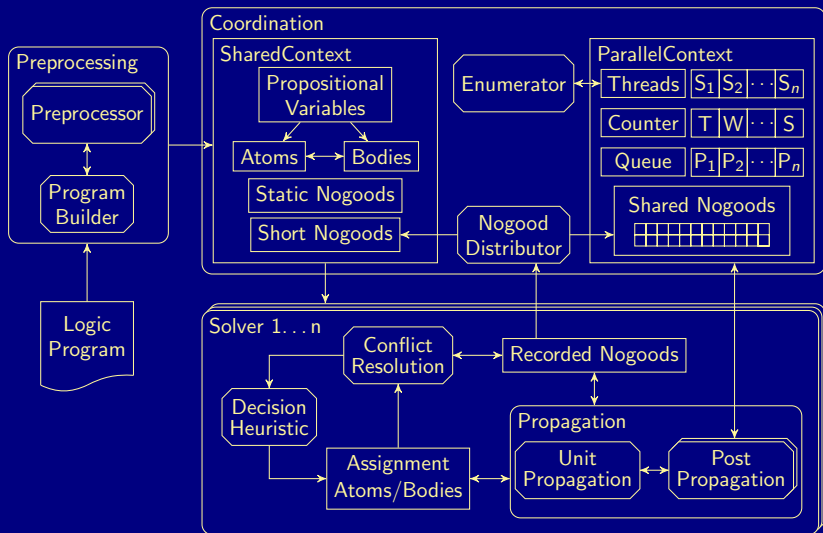 Preprocessing
Preprocessor
Program
Builder
Logic
Program
Coordination
SharedContext
Propositional
Variables
Atoms
Bodies
Static Nogoods
Short Nogoods
Enumerator
Nogood
Distributor
ParallelContext
Threads S₁ S₂ ⋯ Sₙ
Counter T W ⋯ S
Queue P₁ P₂ ⋯ Pₙ
Shared Nogoods
Solver 1…n
Conflict
Resolution
Recorded Nogoods
Decision
Heuristic
Assignment
Atoms/Bodies
Propagation
Unit
Propagation
Post
Propagation